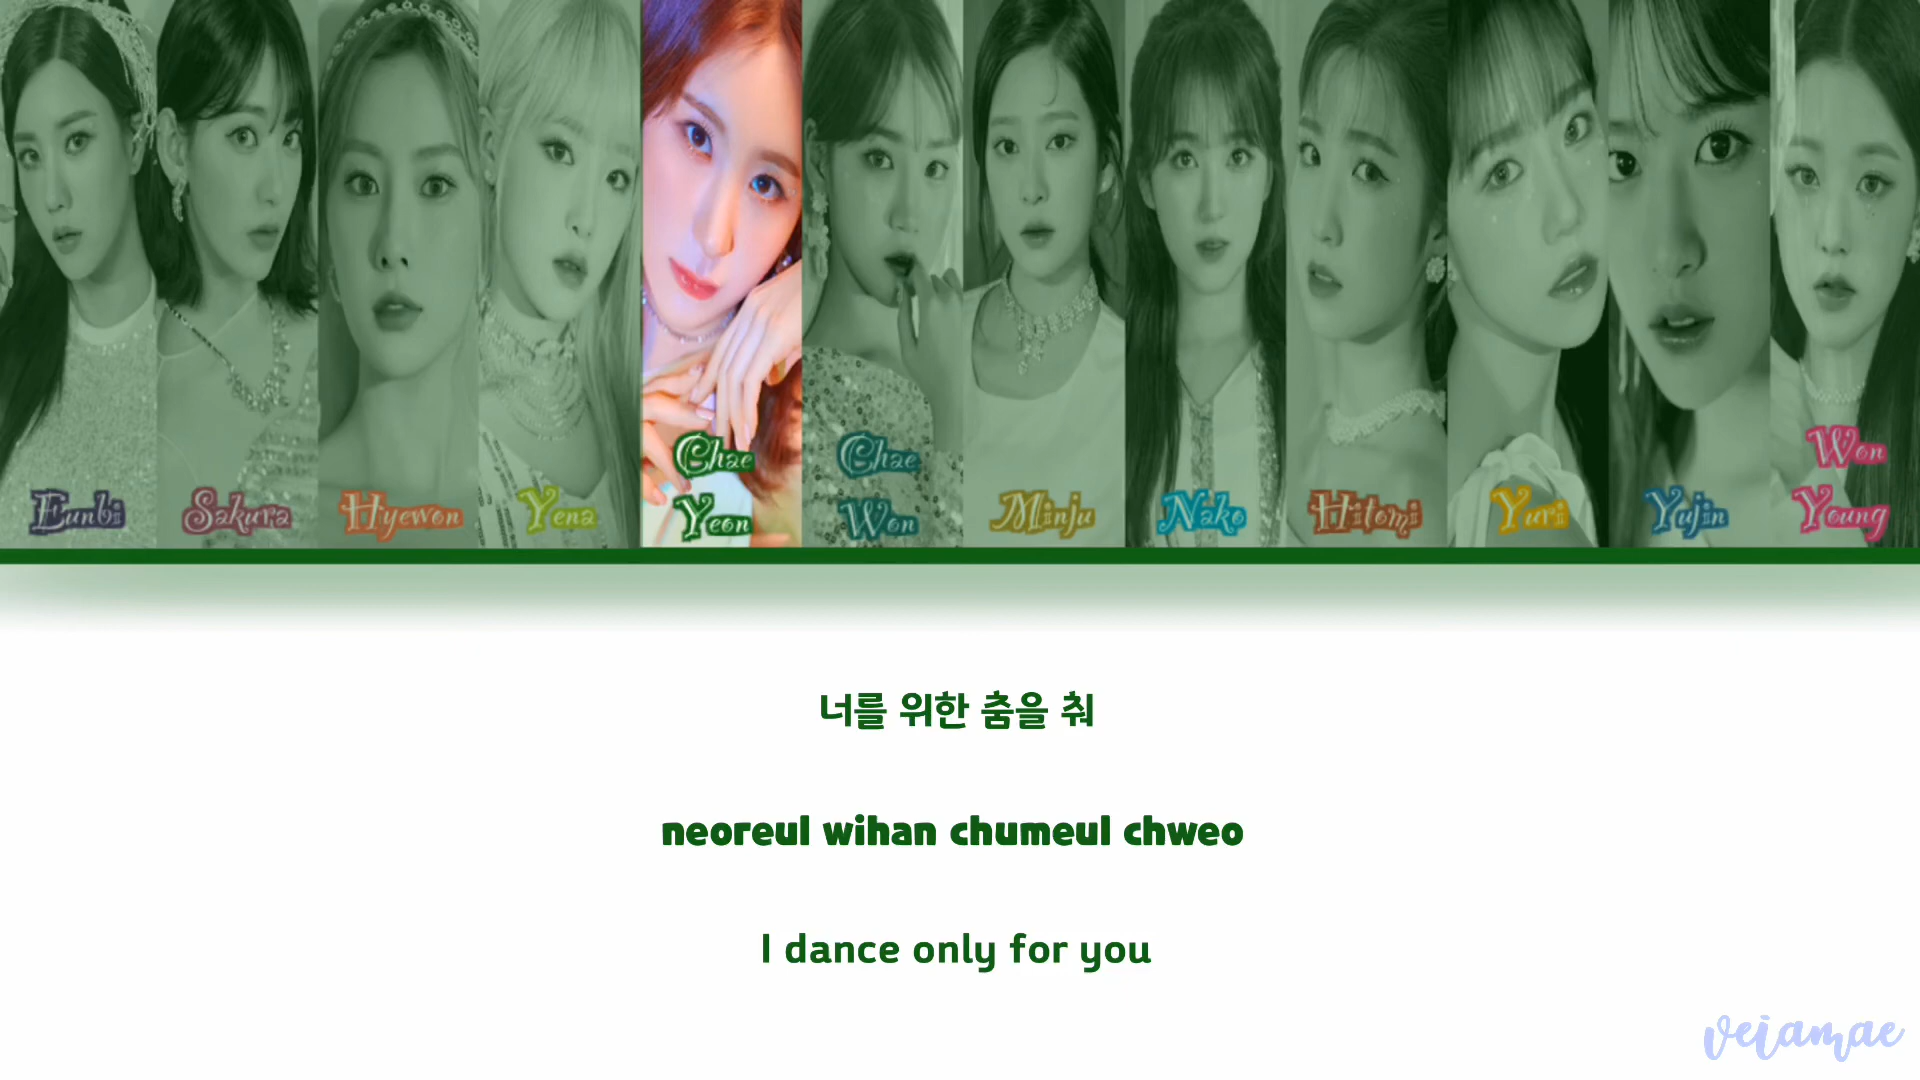 Eunbi
Sakura
Hyewon
Yena
Chae
Yeon
Chae
Won
Minju
Nako
Hitomi
Yuri
Yujin
Won
Young
너를 위한 춤을 춰
neoreul wihan chumeul chweo
I dance only for you
veiamae